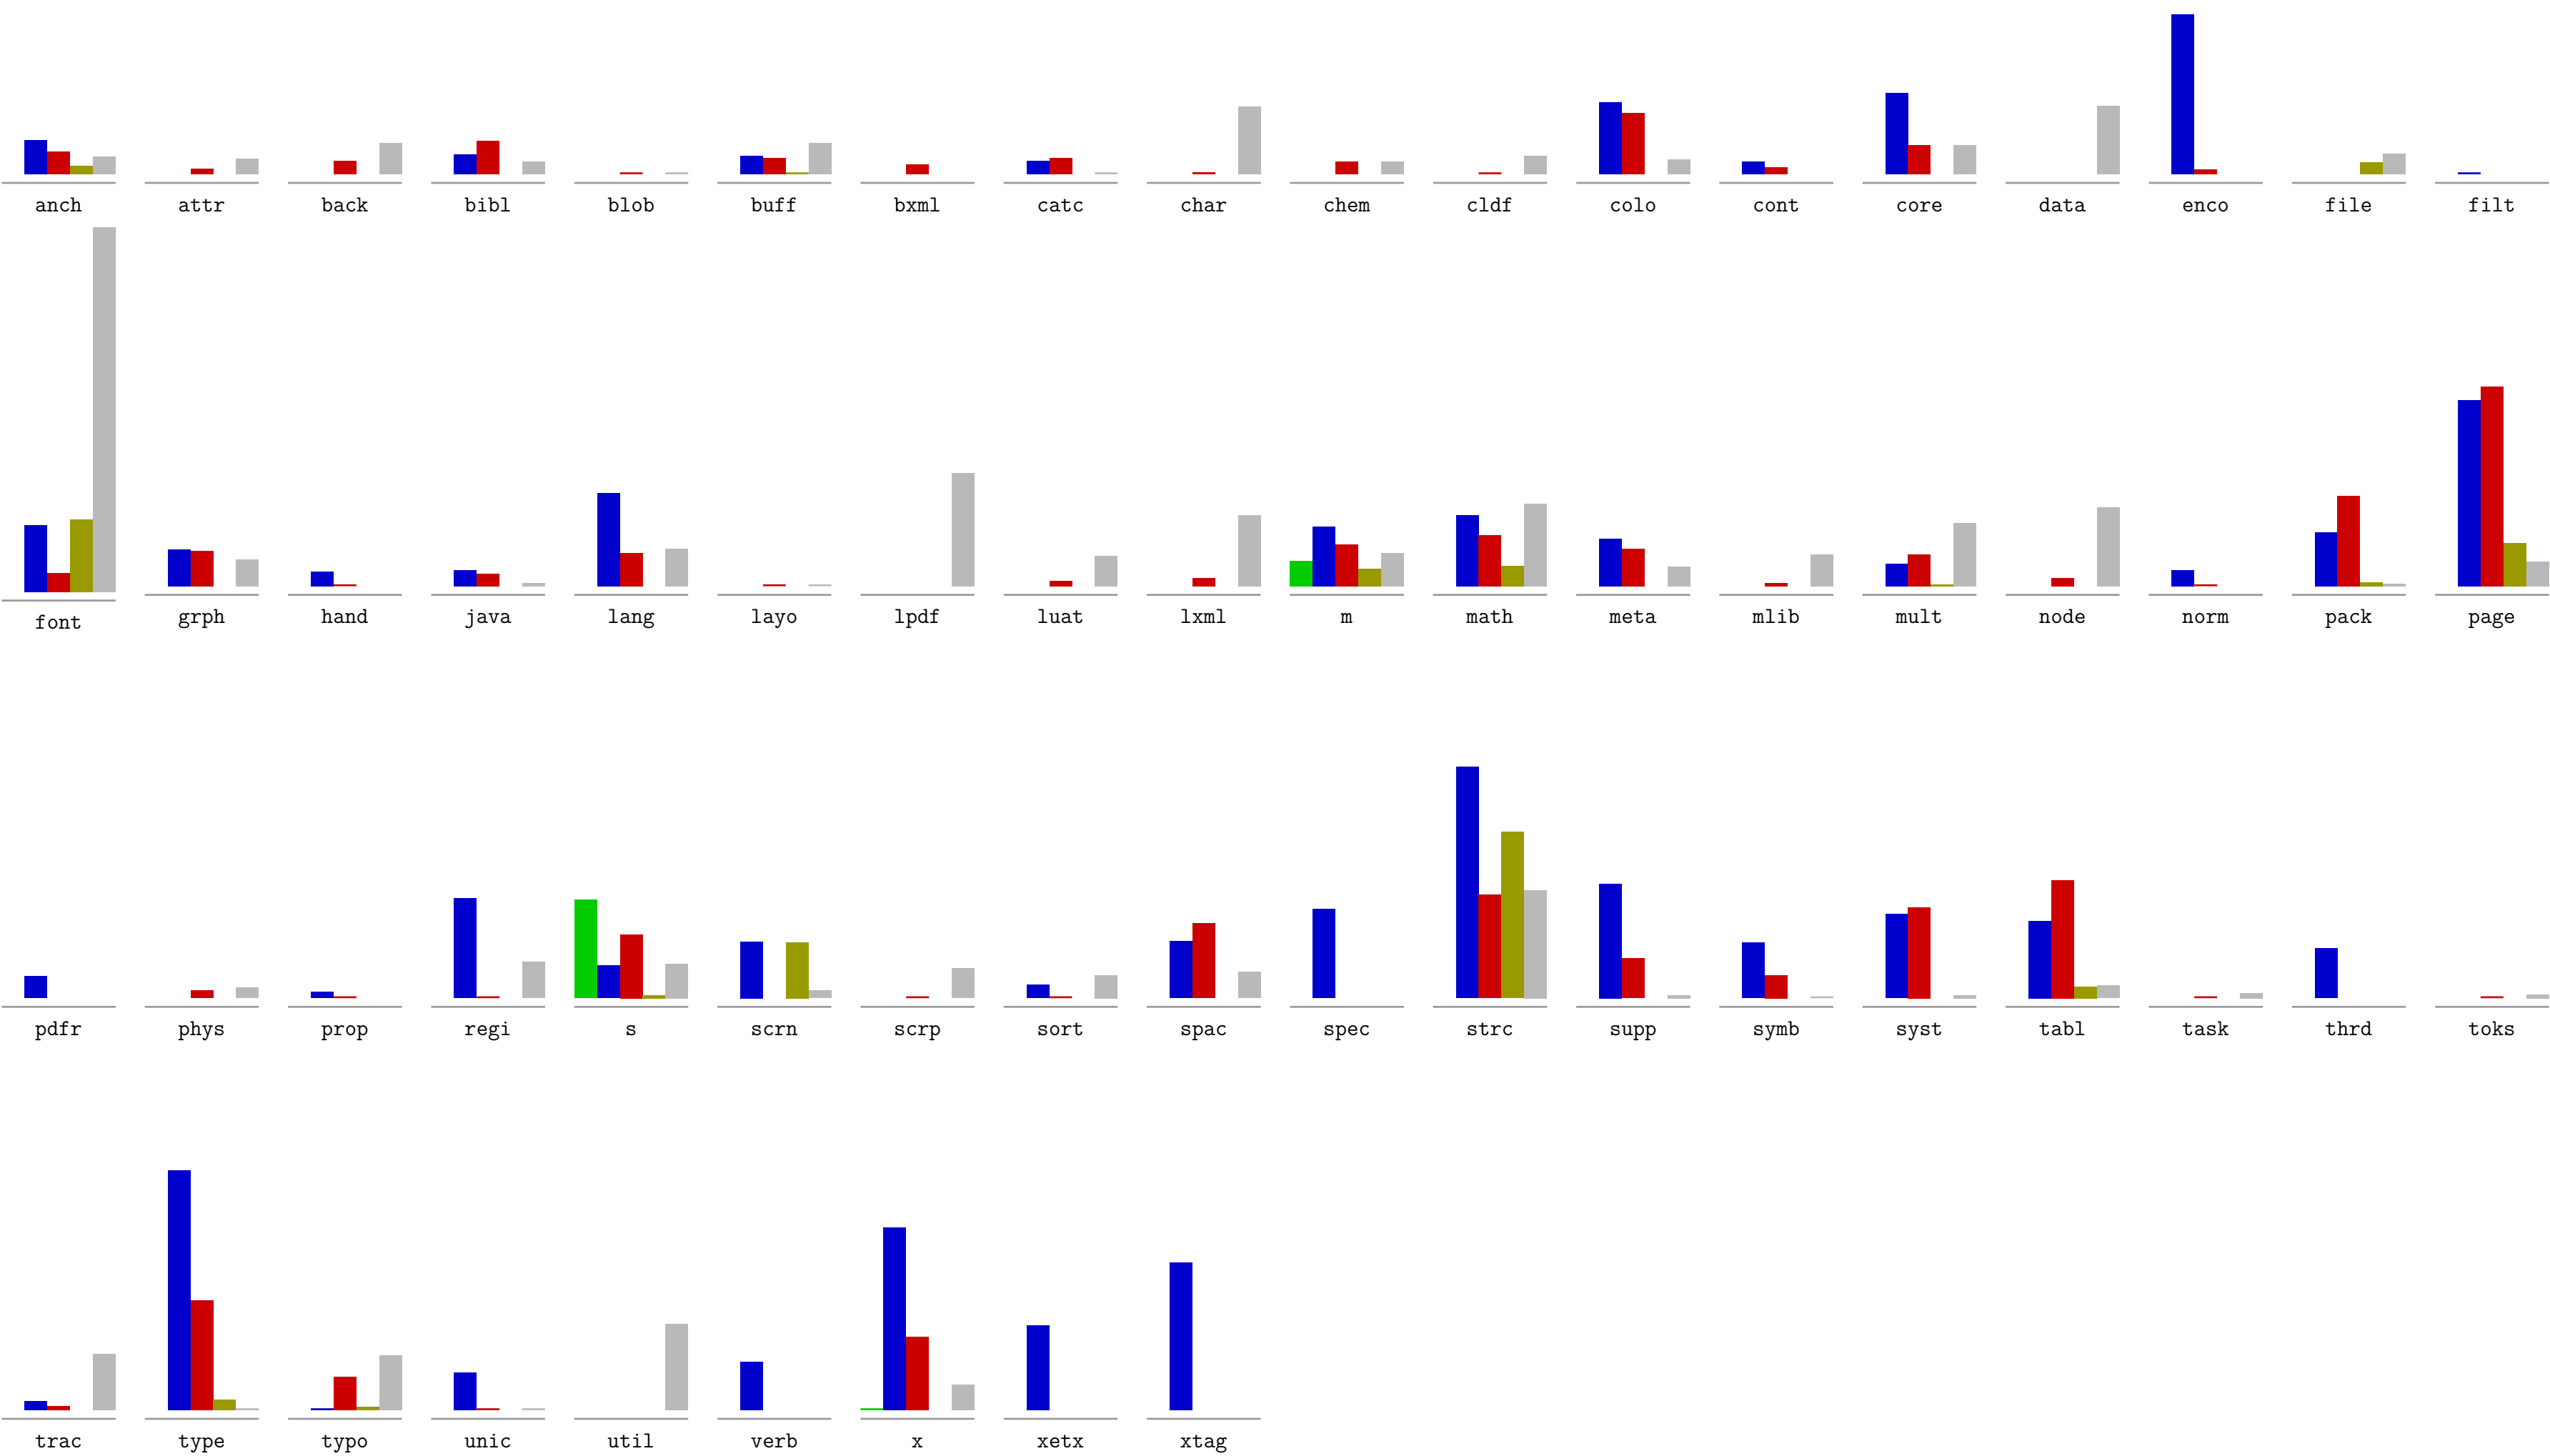 anch attr back bibl blob buff bxml catc char chem cldf colo cont core data enco file filt
font grph hand java lang layo lpdf luat lxml m math meta mlib mult node norm pack page
pdfr phys prop regi s scrn scrp sort spac spec strc supp symb syst tabl task thrd toks
trac type typo unic util verb x xetx xtag